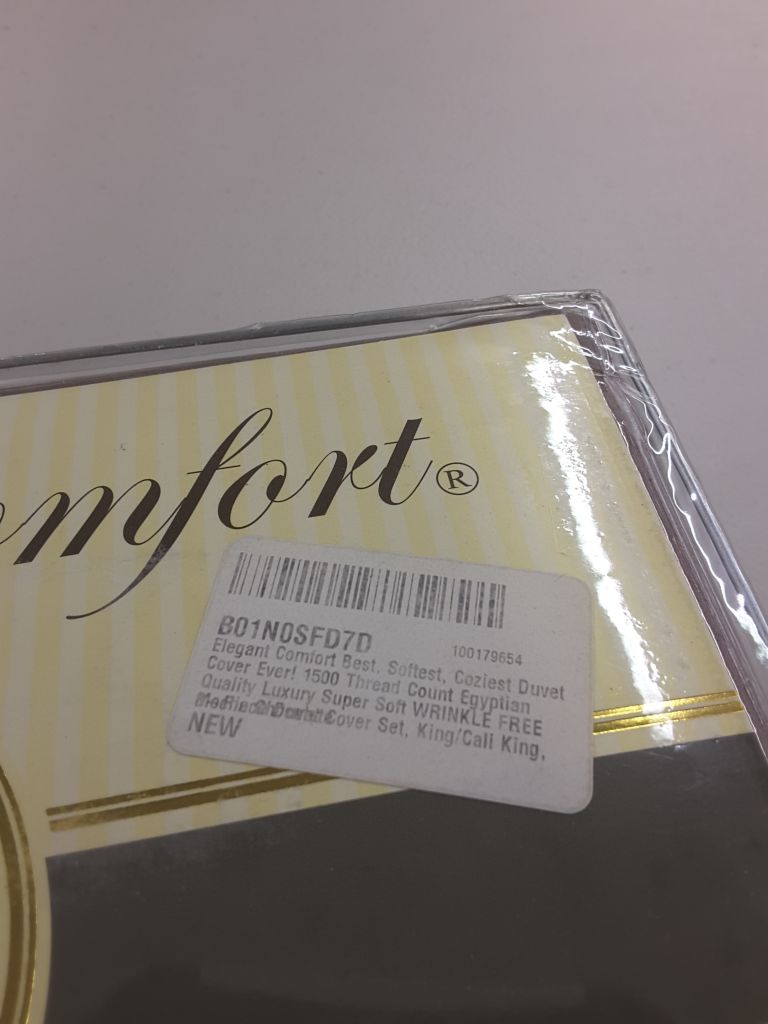 omfort®
B01N0SFD7D 100179654
Elegant Comfort Best, Softest, Coziest Duvet
Cover Ever! 1500 Thread Count Egyptian
Quality Luxury Super Soft WRINKLE FREE
Cover Set, King/Cali King,
NEW